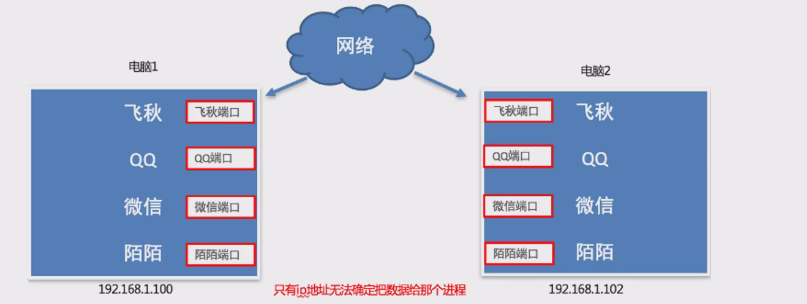 网络
电脑1
电脑2
飞秋 飞秋端口
QQ QQ端口
微信 微信端口
陌陌 陌陌端口
飞秋端口 飞秋
QQ端口 QQ
微信端口 微信
陌陌端口 陌陌
192.168.1.100
只有ip地址无法确定把数据给那个进程
192.168.1.102